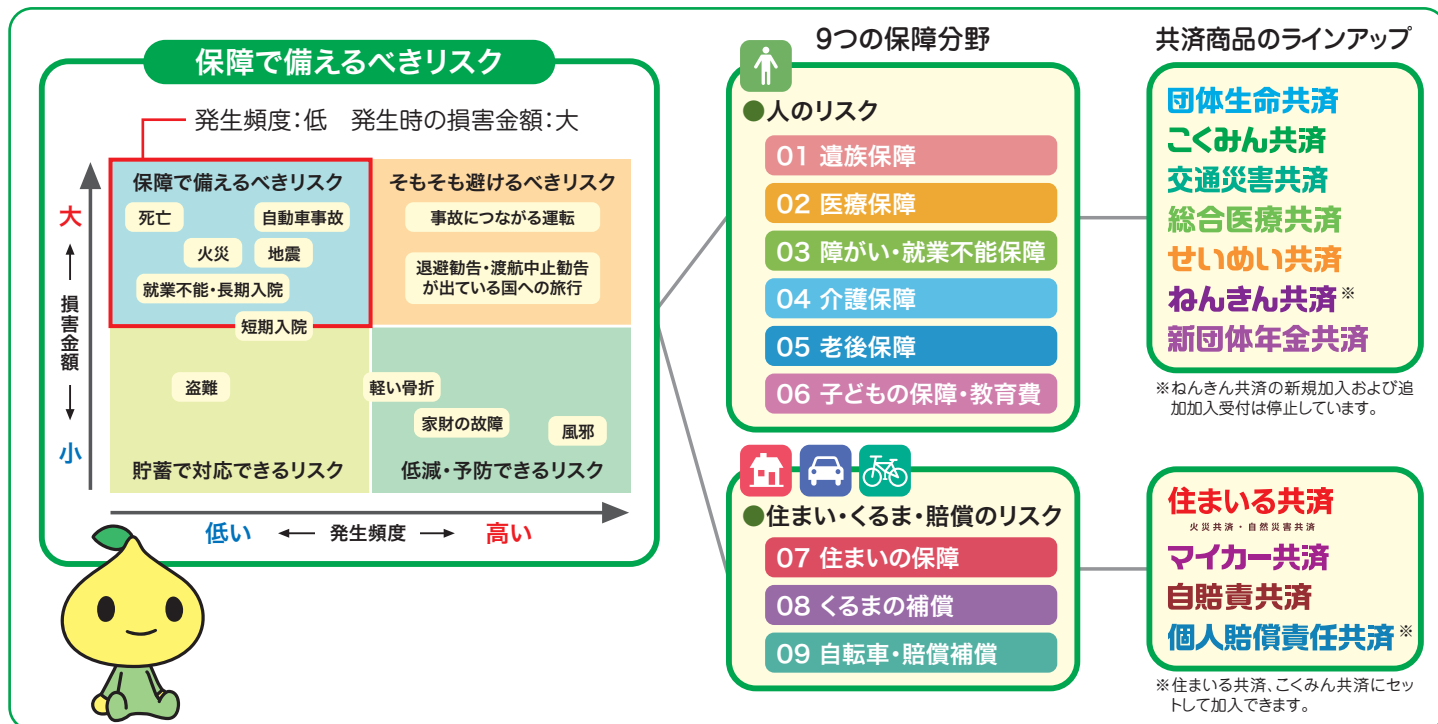 保障で備えるべきリスク
発生頻度：低　発生時の損害金額：大
大
損害金額
小
保障で備えるべきリスク
死亡
自動車事故
火災
地震
就業不能・長期入院
短期入院
そもそも避けるべきリスク
事故につながる運転
退避勧告・渡航中止勧告
が出ている国への旅行
盗難
貯蓄で対応できるリスク
軽い骨折
家財の故障
風邪
低減・予防できるリスク
低い
発生頻度
高い
9つの保障分野
●人のリスク
01 遺族保障
02 医療保障
03 障がい・就業不能保障
04 介護保障
05 老後保障
06 子どもの保障・教育費
●住まい・くるま・賠償のリスク
07 住まいの保障
08 くるまの補償
09 自転車・賠償補償
共済商品のラインアップ
団体生命共済
こくみん共済
交通災害共済
総合医療共済
せいめい共済
ねんきん共済※
新団体年金共済
※ねんきん共済の新規加入および追
加加入受付は停止しています。
住まいる共済
火災共済・自然災害共済
マイカー共済
自賠責共済
個人賠償責任共済※
※住まいる共済、こくみん共済にセッ
トして加入できます。